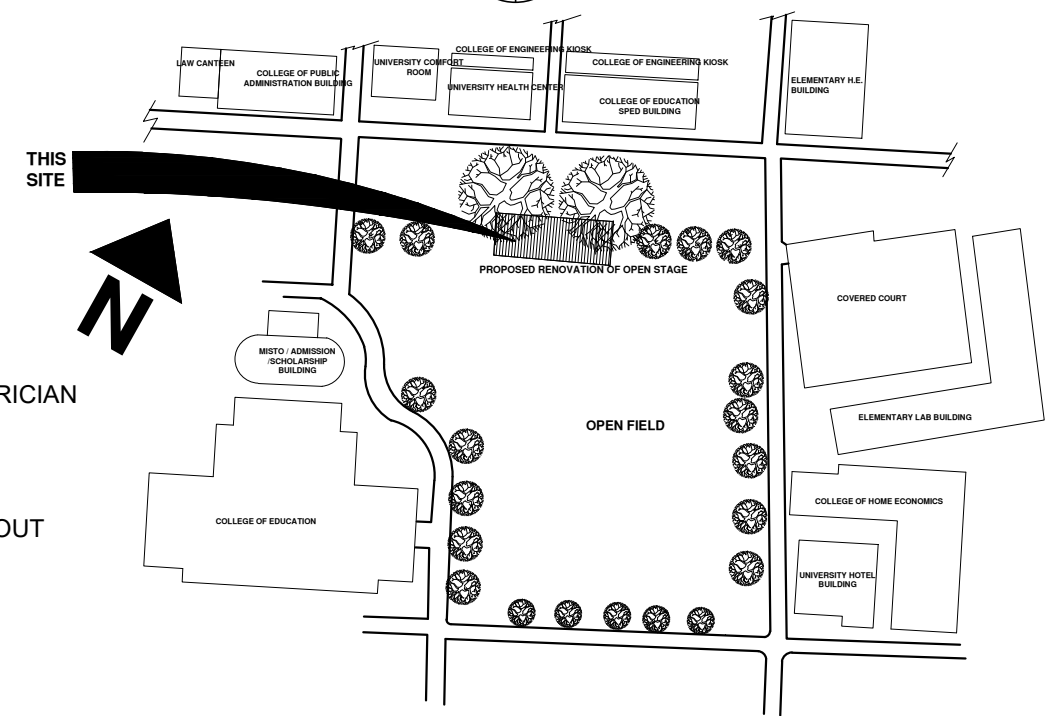 LAW CANTEEN
COLLEGE OF PUBLIC
ADMINISTRATION BUILDING
UNIVERSITY COMFORT
ROOM
COLLEGE OF ENGINEERING KIOSK
UNIVERSITY HEALTH CENTER
COLLEGE OF ENGINEERING KIOSK
COLLEGE OF EDUCATION
SPED BUILDING
ELEMENTARY H.E.
BUILDING
THIS
SITE
PROPOSED RENOVATION OF OPEN STAGE
N
COVERED COURT
MISTO / ADMISSION
/SCHOLARSHIP
BUILDING
RICIAN
ELEMENTARY LAB BUILDING
OPEN FIELD
COLLEGE OF HOME ECONOMICS
COLLEGE OF EDUCATION
OUT
UNIVERSITY HOTEL
BUILDING